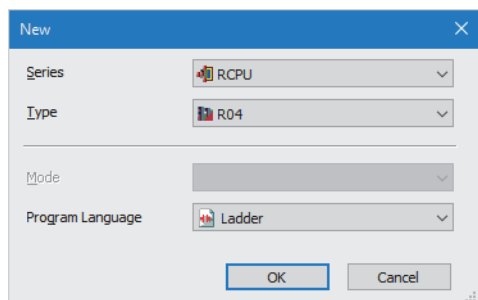 New
Series RCPU
Type R04
Mode
Program Language Ladder
OK Cancel